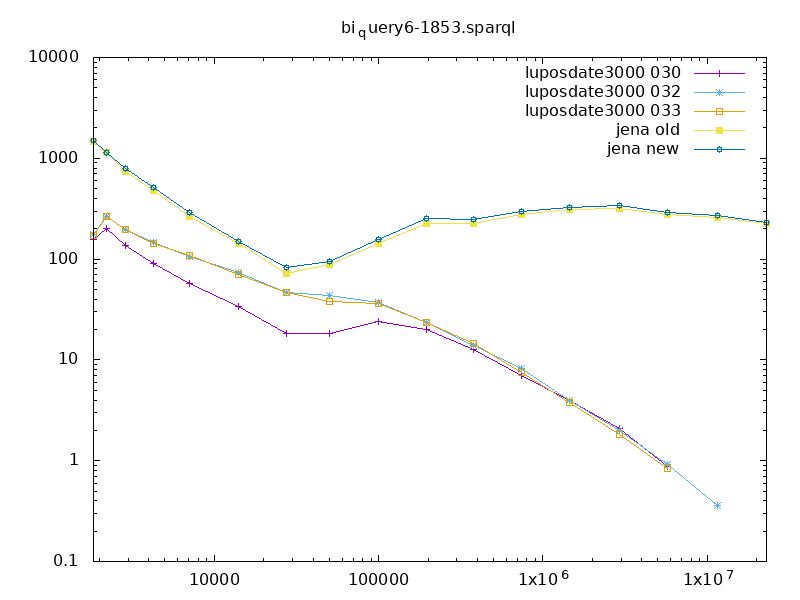 bi_query6-1853.sparql
10000
1000
100
10
1
0.1
luposdate3000 030
luposdate3000 032
luposdate3000 033
jena old
jena new
10000 100000 1x10^6 1x10^7